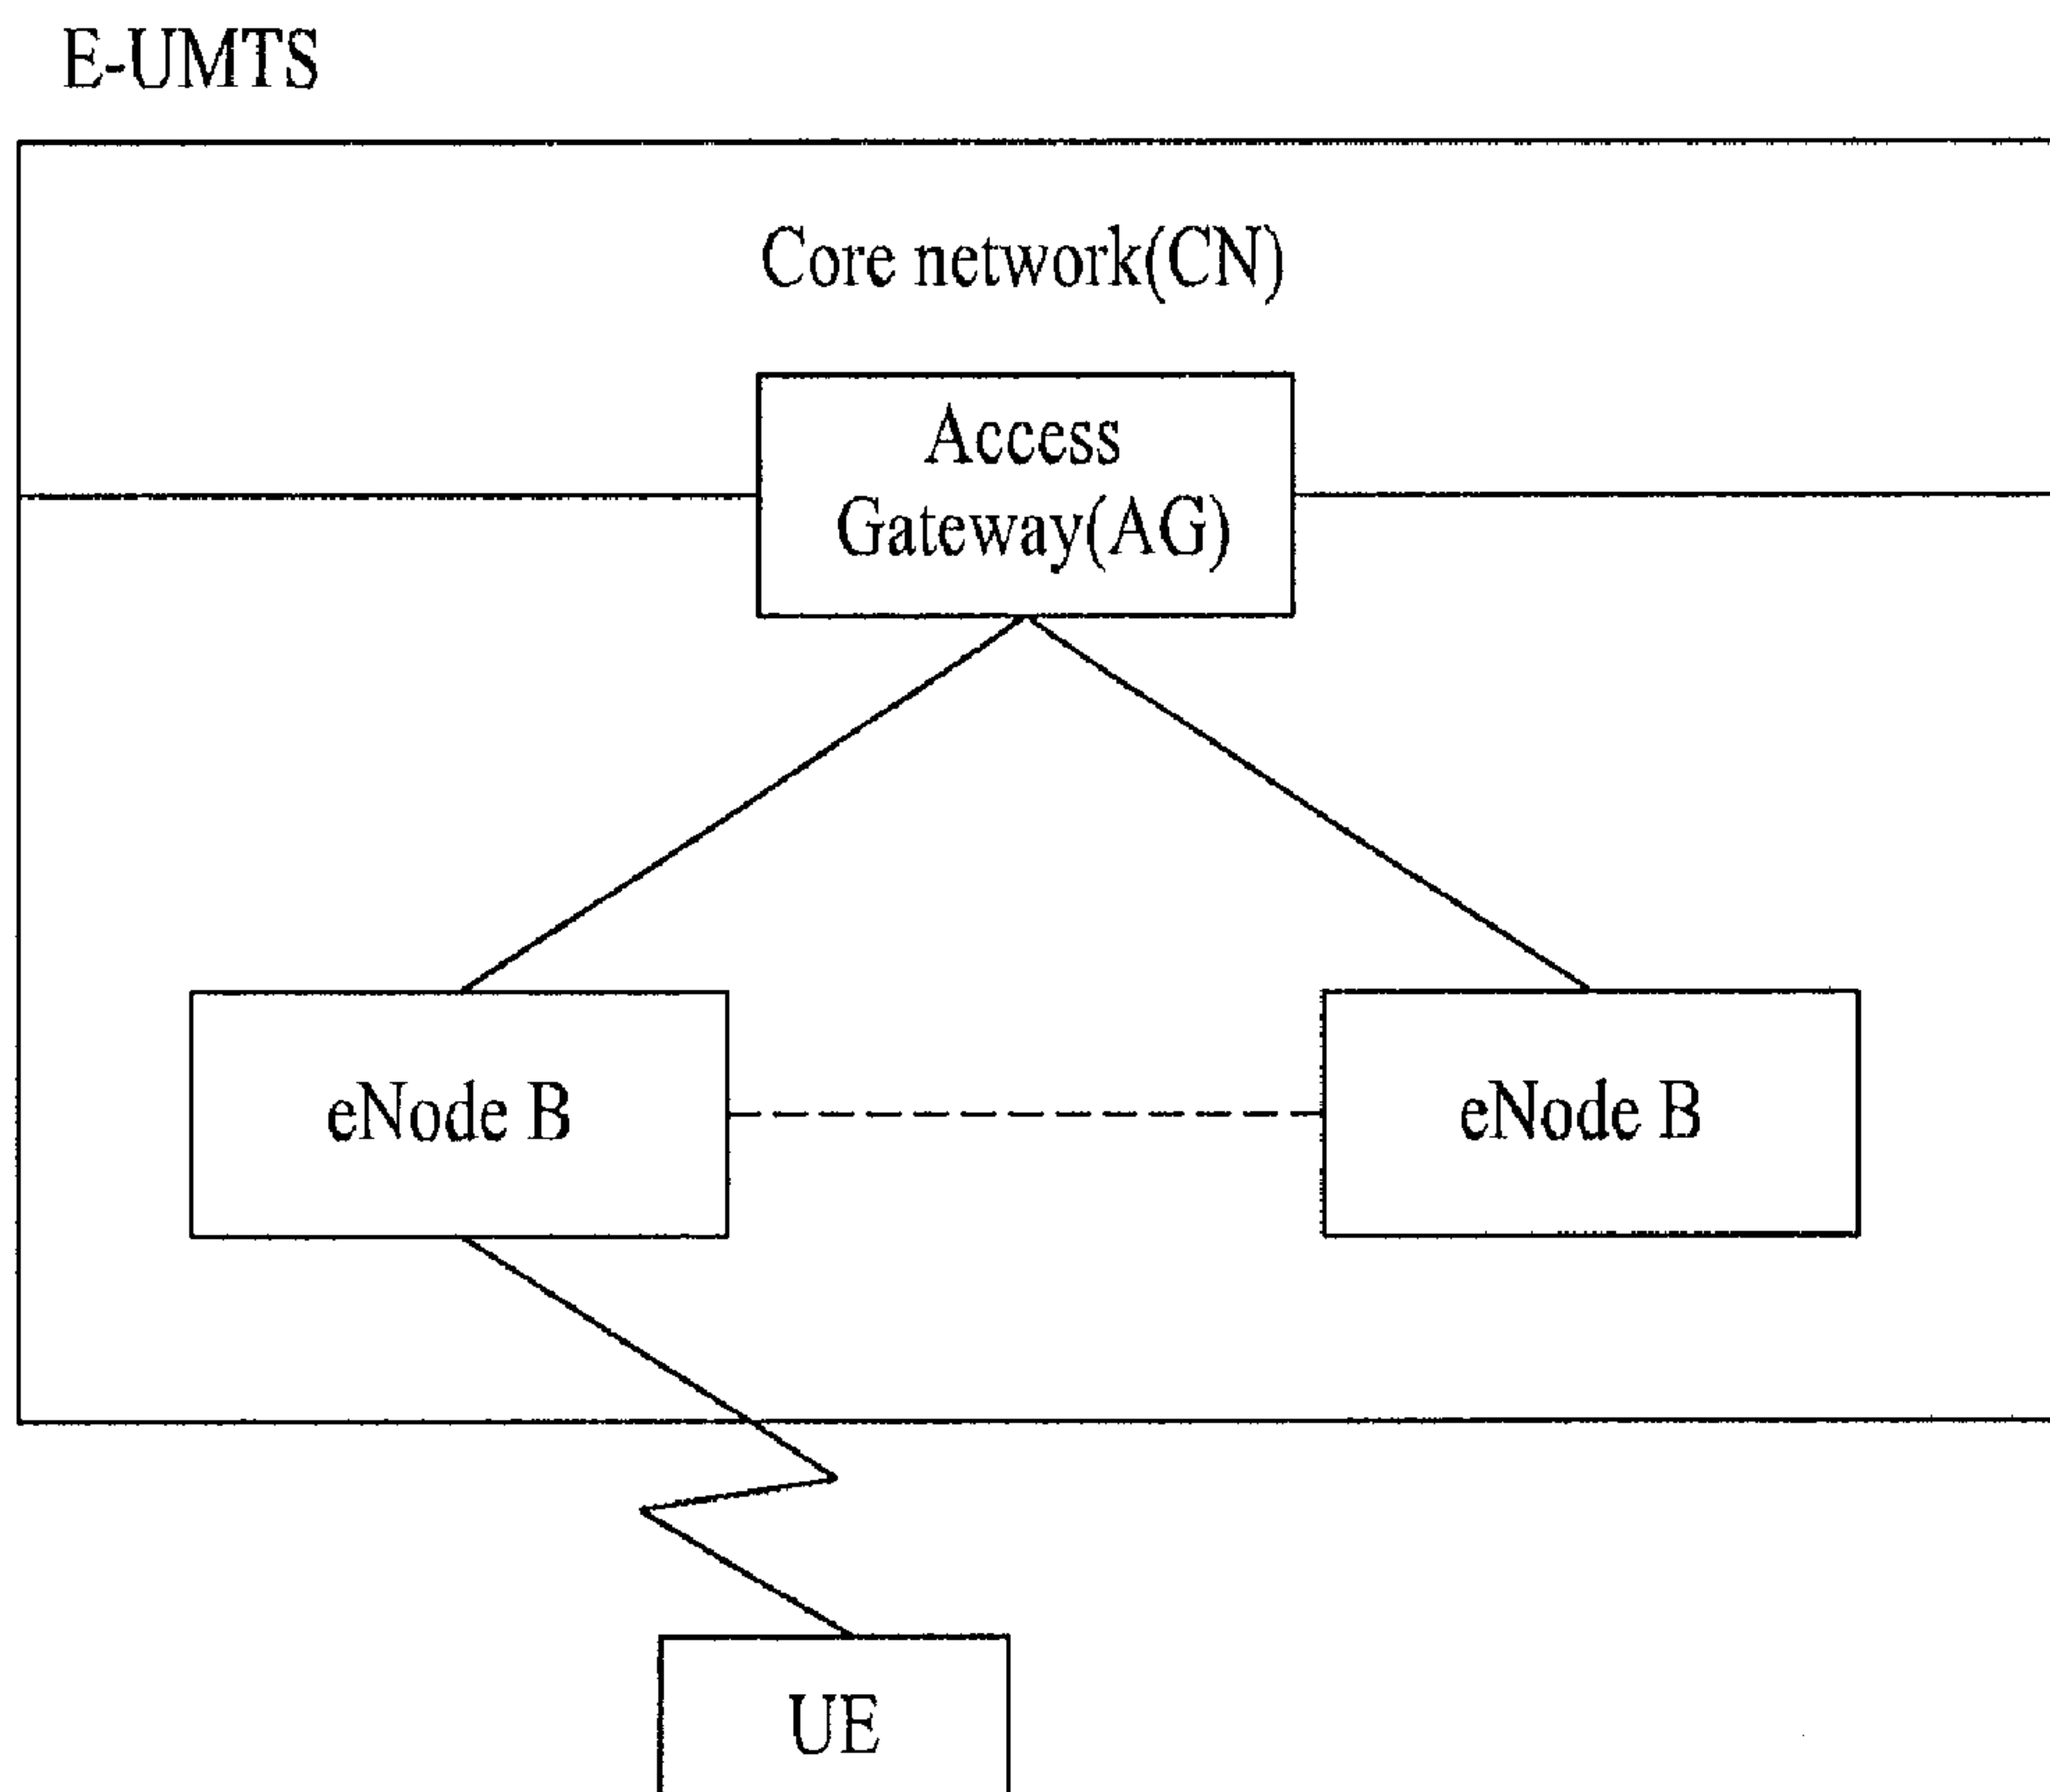 E-UMTS
Core network(CN)
Access
Gateway(AG)
eNode B
eNode B
UE